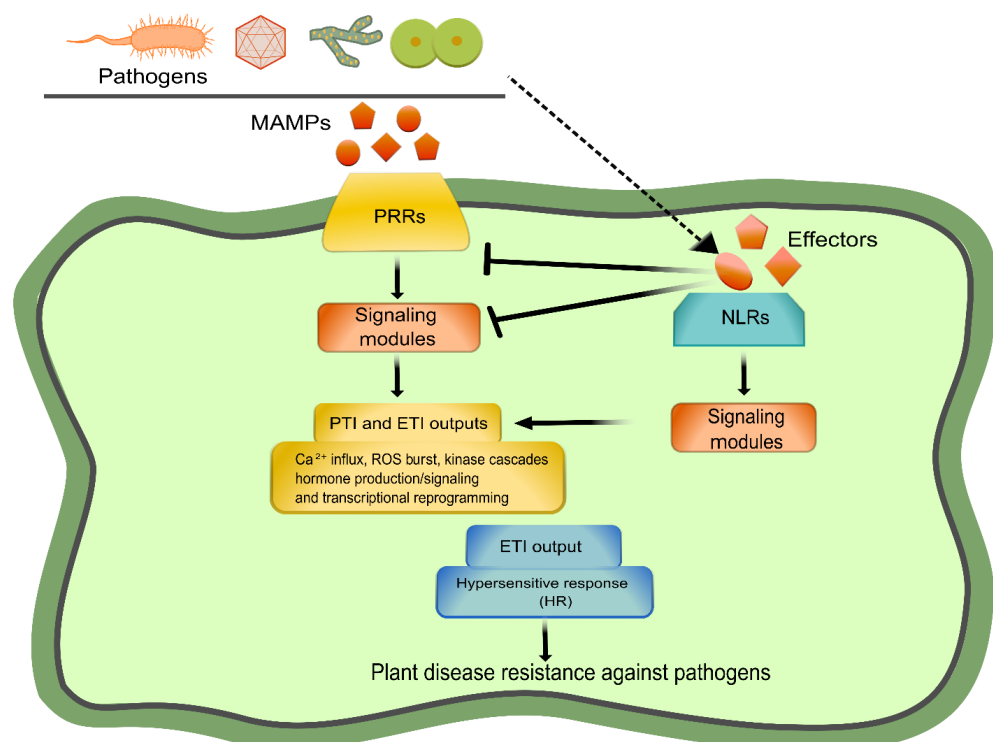 Pathogens
MAMPs
PRRs
Effectors
NLRs
Signaling
modules
Signaling
modules
PTI and ETI outputs
Ca²⁺ influx, ROS burst, kinase cascades
hormone production/signaling
and transcriptional reprogramming
ETI output
Hypersensitive response
(HR)
Plant disease resistance against pathogens